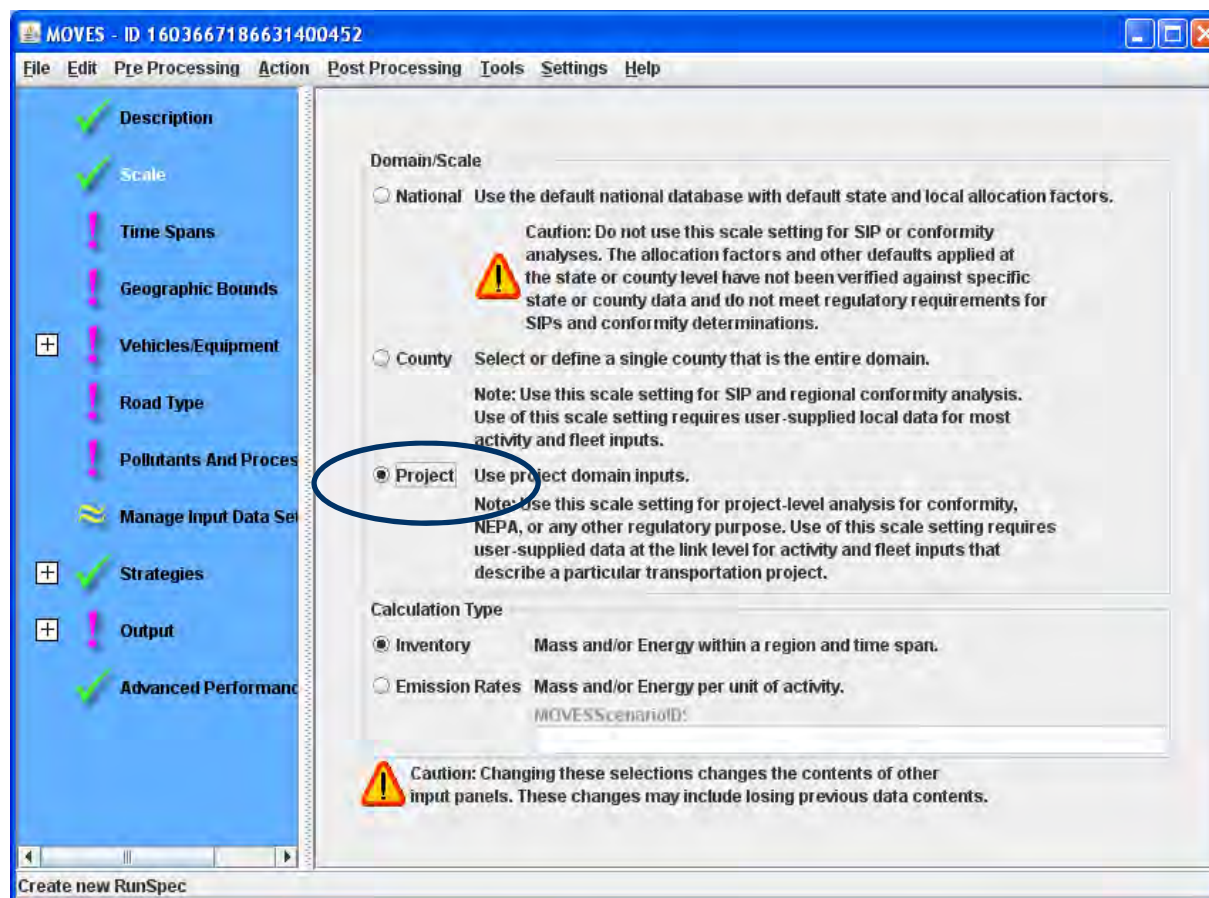 MOVES - ID 1603667186631400452
File Edit Pre Processing Action Post Processing Tools Settings Help
Description
Scale
Time Spans
Geographic Bounds
Vehicles/Equipment
Road Type
Pollutants And Proces
Manage Input Data Set
Strategies
Output
Advanced Performanc
Domain/Scale
National Use the default national database with default state and local allocation factors.
Caution: Do not use this scale setting for SIP or conformity
analyses. The allocation factors and other defaults applied at
the state or county level have not been verified against specific
state or county data and do not meet regulatory requirements for
SIPs and conformity determinations.
County Select or define a single county that is the entire domain.
Note: Use this scale setting for SIP and regional conformity analysis.
Use of this scale setting requires user-supplied local data for most
activity and fleet inputs.
Project Use project domain inputs.
Note: Use this scale setting for project-level analysis for conformity,
NEPA, or any other regulatory purpose. Use of this scale setting requires
user-supplied data at the link level for activity and fleet inputs that
describe a particular transportation project.
Calculation Type
Inventory Mass and/or Energy within a region and time span.
Emission Rates Mass and/or Energy per unit of activity.
MOVESScenarioID:
Caution: Changing these selections changes the contents of other
input panels. These changes may include losing previous data contents.
Create new RunSpec